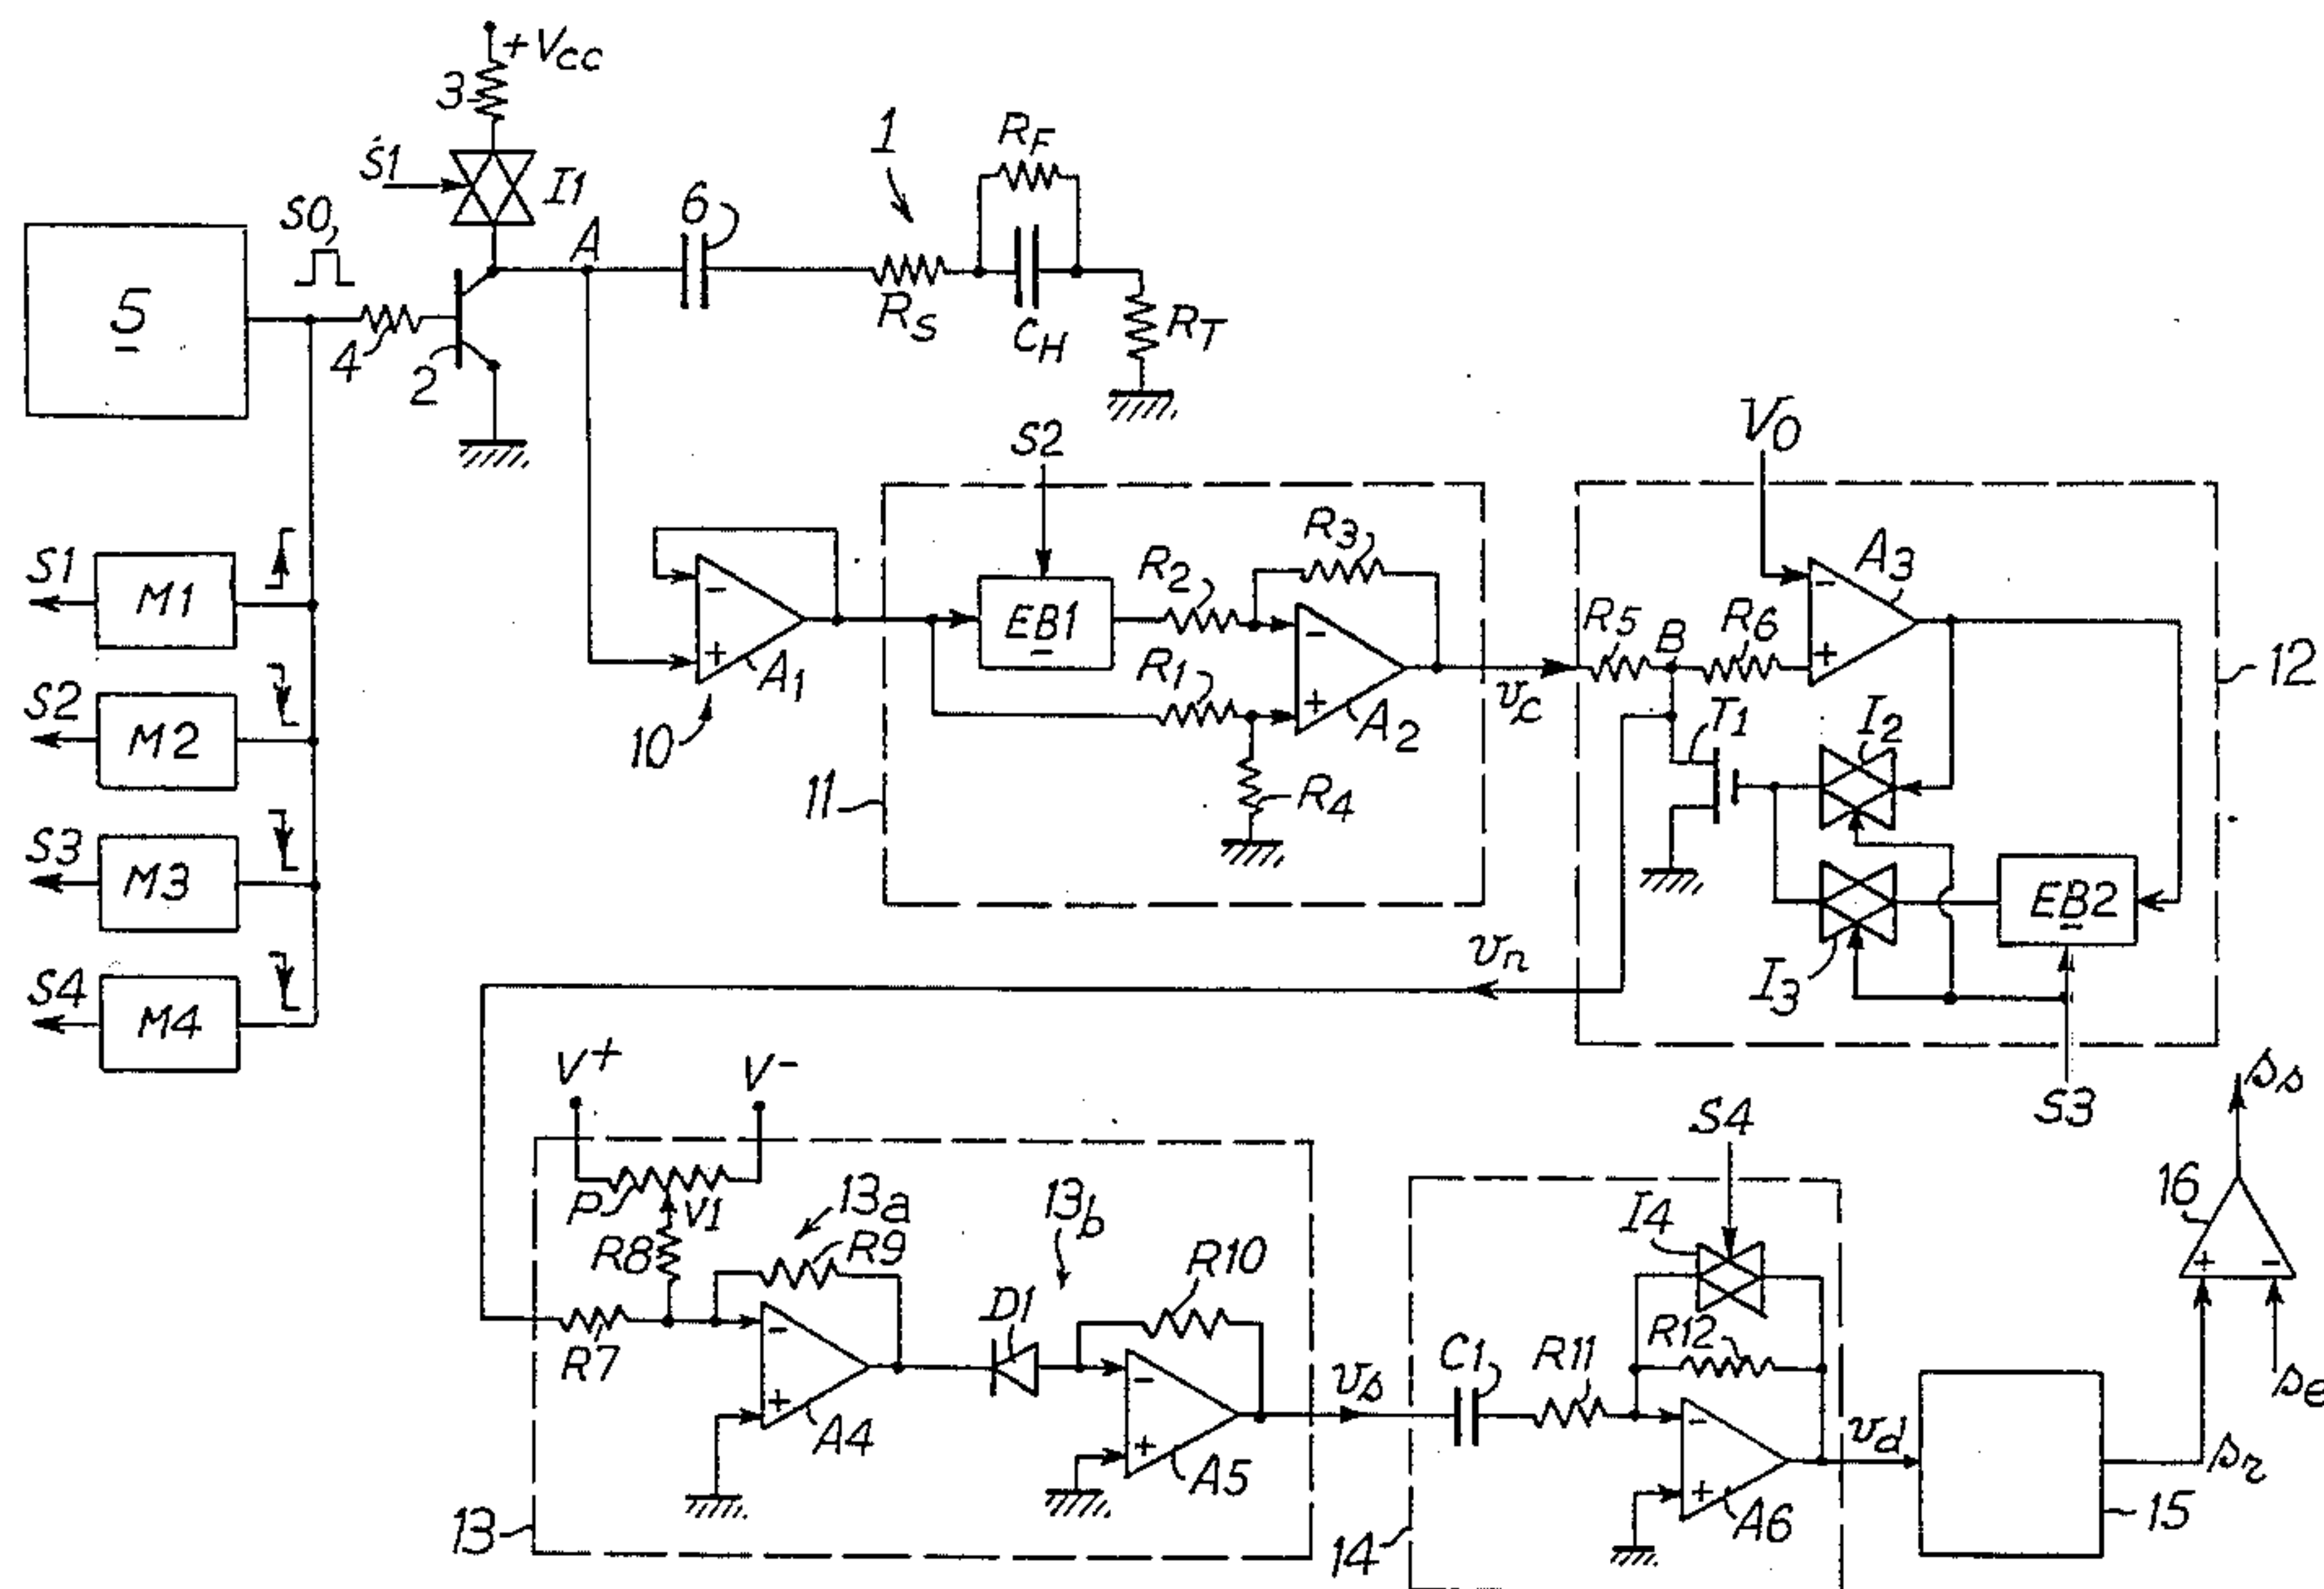 +Vcc
3
S1
I1
S0,
5
4
2
A
6
1
RF
RS
CH
RT
S1
M1
S2
M2
S3
M3
S4
M4
S2
10
A1
11
EB1
R2
R1
R3
R4
A2
vc
V0
A3
R5
B
R6
T1
I2
I3
EB2
12
S3
vr
V+
V-
P
V1
13a
R8
R9
R7
A4
D1
13b
R10
A5
13
vs
S4
I4
C1
R11
R12
A6
14
vd
15
16
ss
sr
se